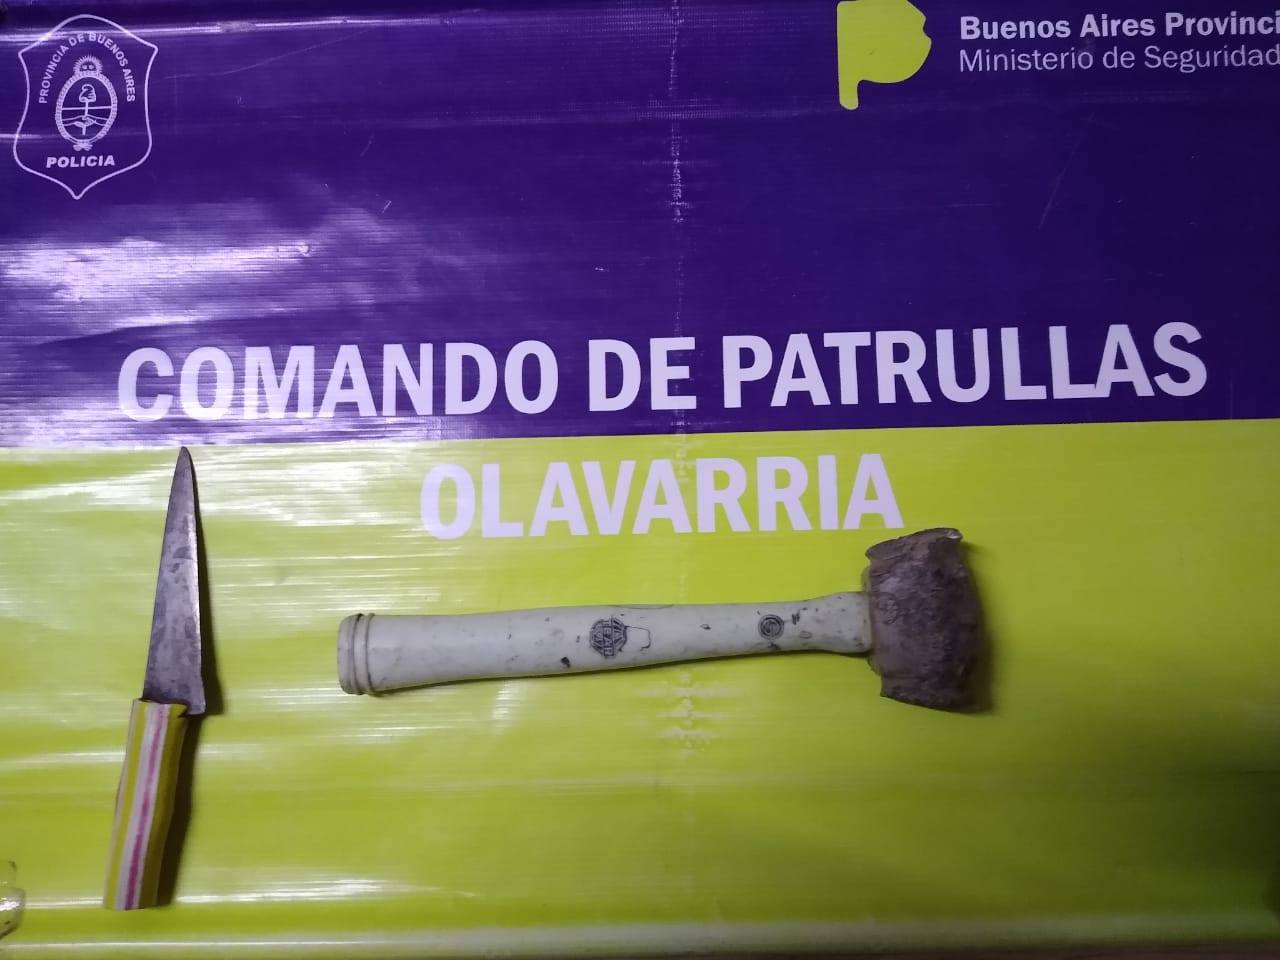 PROVINCIA DE BUENOS AIRES
POLICIA
Buenos Aires Provinci
Ministerio de Seguridad
COMANDO DE PATRULLAS
OLAVARRIA